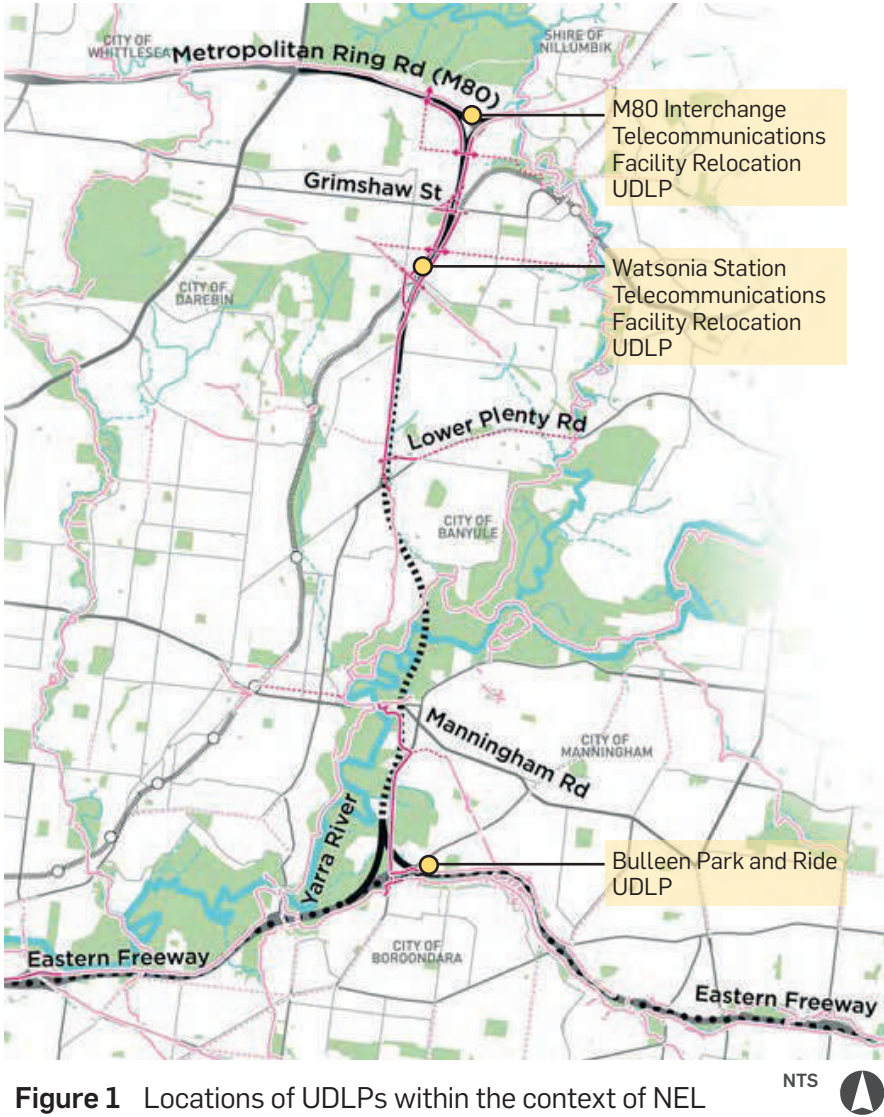 CITY OF
WHITTLESEA
SHIRE OF
NILLUMBIK
Metropolitan Ring Rd (M80)
M80 Interchange
Telecommunications
Facility Relocation
UDLP
Grimshaw St
Watsonia Station
Telecommunications
Facility Relocation
UDLP
CITY OF
DAREBIN
Lower Plenty Rd
CITY OF
BANYULE
Manningham Rd
CITY OF
MANNINGHAM
Yarra River
Bulleen Park and Ride
UDLP
CITY OF
BOROONDARA
Eastern Freeway
Eastern Freeway
NTS
Figure 1 Locations of UDLPs within the context of NEL